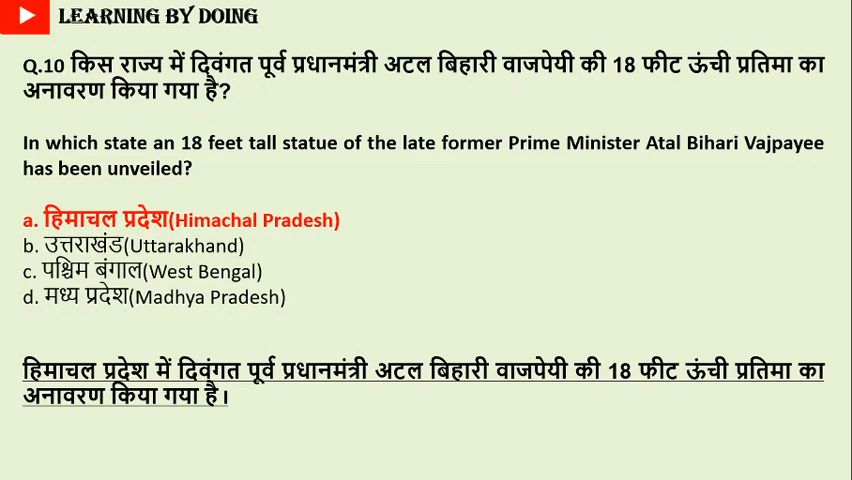 LEARNING BY DOING
Q.10 किस राज्य में दिवंगत पूर्व प्रधानमंत्री अटल बिहारी वाजपेयी की 18 फीट ऊंची प्रतिमा का
अनावरण किया गया है?
In which state an 18 feet tall statue of the late former Prime Minister Atal Bihari Vajpayee
has been unveiled?
a. हिमाचल प्रदेश(Himachal Pradesh)
b. उत्तराखंड(Uttarakhand)
c. पश्चिम बंगाल(West Bengal)
d. मध्य प्रदेश(Madhya Pradesh)
हिमाचल प्रदेश में दिवंगत पूर्व प्रधानमंत्री अटल बिहारी वाजपेयी की 18 फीट ऊंची प्रतिमा का
अनावरण किया गया है।